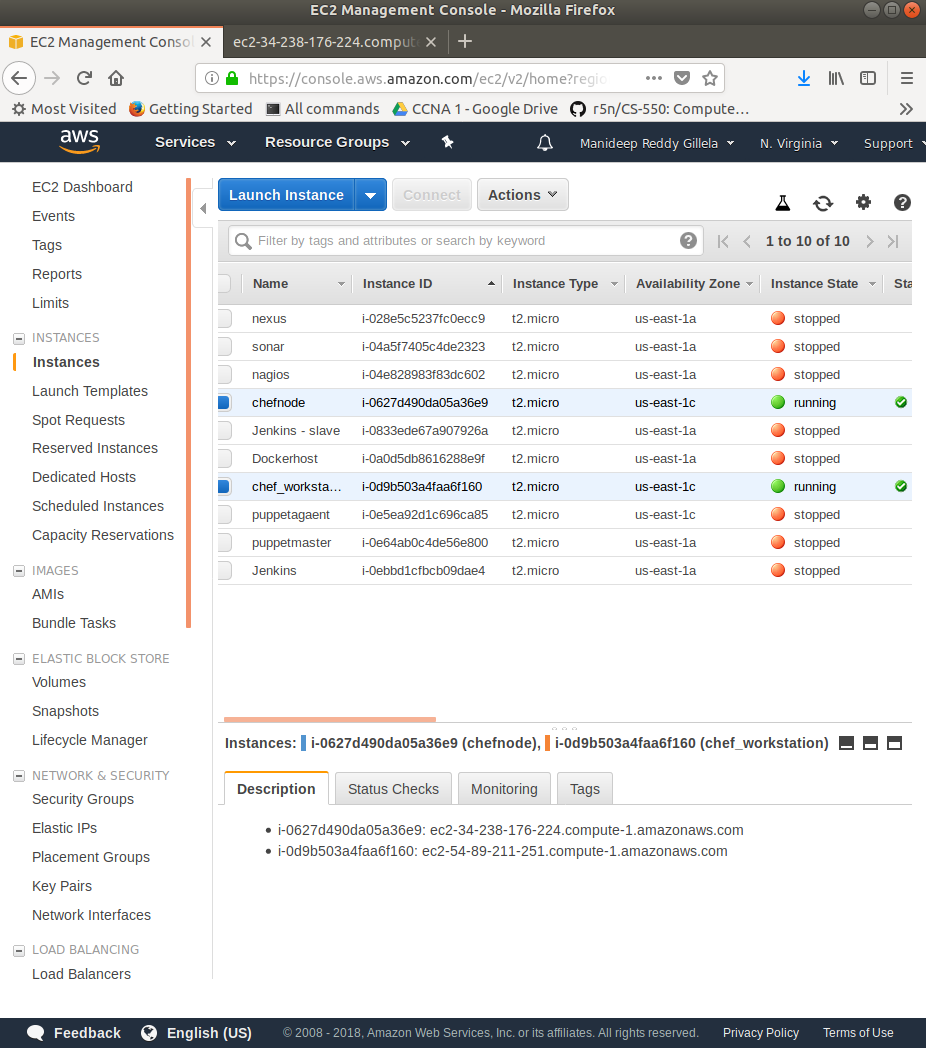 EC2 Management Console - Mozilla Firefox
EC2 Management Consol
ec2-34-238-176-224.compute
https://console.aws.amazon.com/ec2/v2/home?regio
Most Visited Getting Started All commands CCNA 1 - Google Drive r5n/CS-550: Compute…
aws Services Resource Groups Manideep Reddy Gillela N. Virginia Support
EC2 Dashboard
Events
Tags
Reports
Limits
INSTANCES
Instances
Launch Templates
Spot Requests
Reserved Instances
Dedicated Hosts
Scheduled Instances
Capacity Reservations
IMAGES
AMIs
Bundle Tasks
ELASTIC BLOCK STORE
Volumes
Snapshots
Lifecycle Manager
NETWORK & SECURITY
Security Groups
Elastic IPs
Placement Groups
Key Pairs
Network Interfaces
LOAD BALANCING
Load Balancers
Launch Instance Connect Actions
Filter by tags and attributes or search by keyword 1 to 10 of 10
Name Instance ID Instance Type Availability Zone Instance State Sta
nexus i-028e5c5237fc0ecc9 t2.micro us-east-1a stopped
sonar i-04a5f7405c4de2323 t2.micro us-east-1a stopped
nagios i-04e828983f83dc602 t2.micro us-east-1a stopped
chefnode i-0627d490da05a36e9 t2.micro us-east-1c running
Jenkins - slave i-0833ede67a907926a t2.micro us-east-1a stopped
Dockerhost i-0a0d5db8616288e9f t2.micro us-east-1a stopped
chef_worksta... i-0d9b503a4faa6f160 t2.micro us-east-1c running
puppetagaent i-0e5ea92d1c696ca85 t2.micro us-east-1c stopped
puppetmaster i-0e64ab0c4de56e800 t2.micro us-east-1a stopped
Jenkins i-0ebbd1cfbcb09dae4 t2.micro us-east-1a stopped
Instances: i-0627d490da05a36e9 (chefnode), i-0d9b503a4faa6f160 (chef_workstation)
Description Status Checks Monitoring Tags
• i-0627d490da05a36e9: ec2-34-238-176-224.compute-1.amazonaws.com
• i-0d9b503a4faa6f160: ec2-54-89-211-251.compute-1.amazonaws.com
Feedback English (US) © 2008 - 2018, Amazon Web Services, Inc. or its affiliates. All rights reserved. Privacy Policy Terms of Use